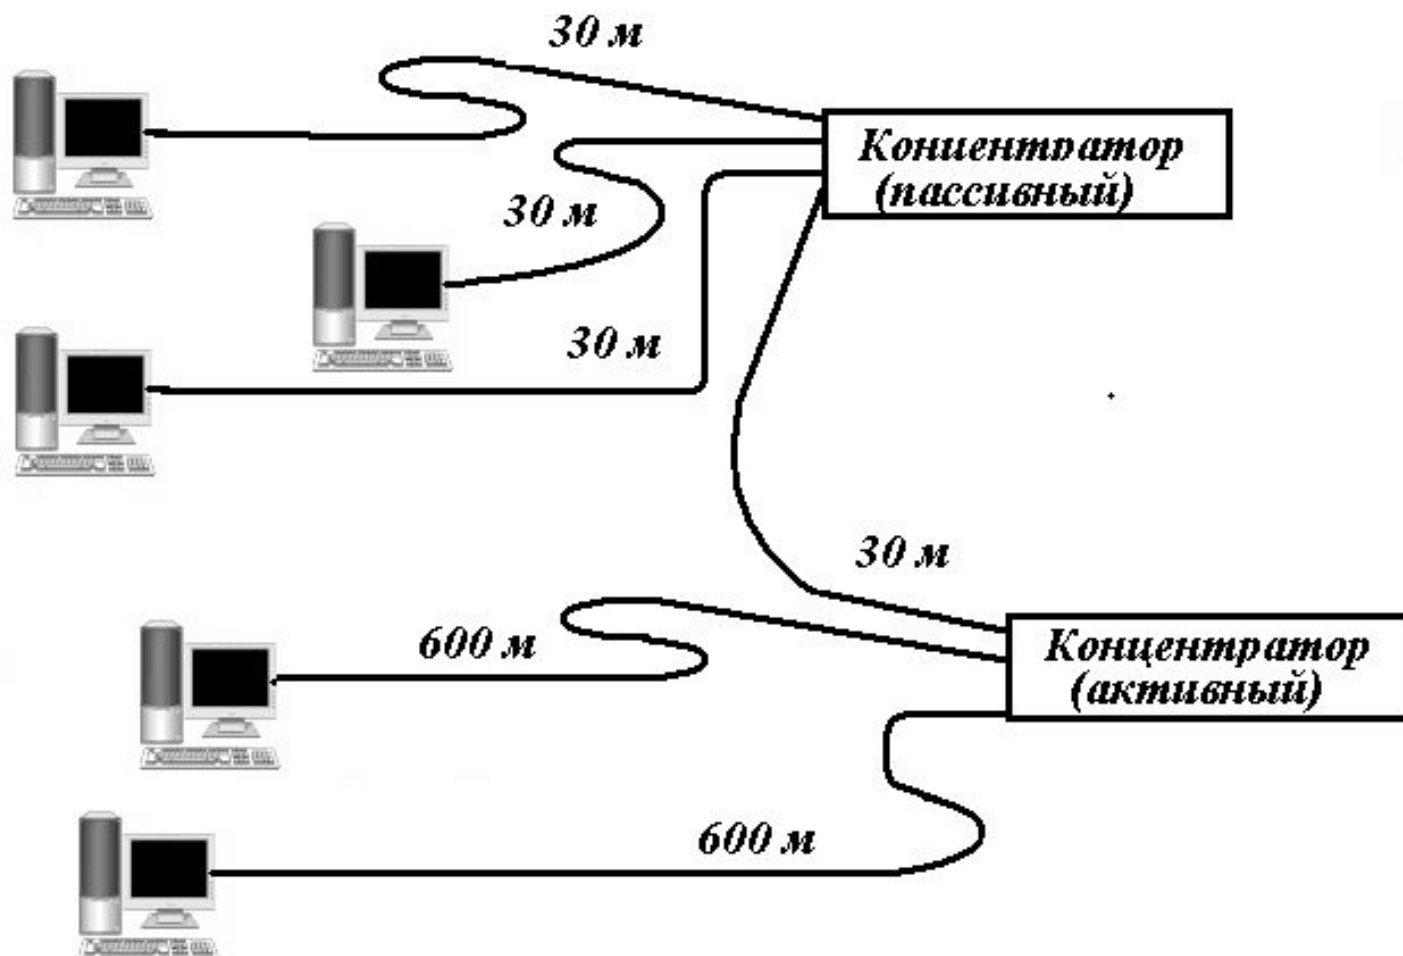 30 м
Концентратор
(пассивный)
30 м
30 м
30 м
600 м
Концентратор
(активный)
600 м